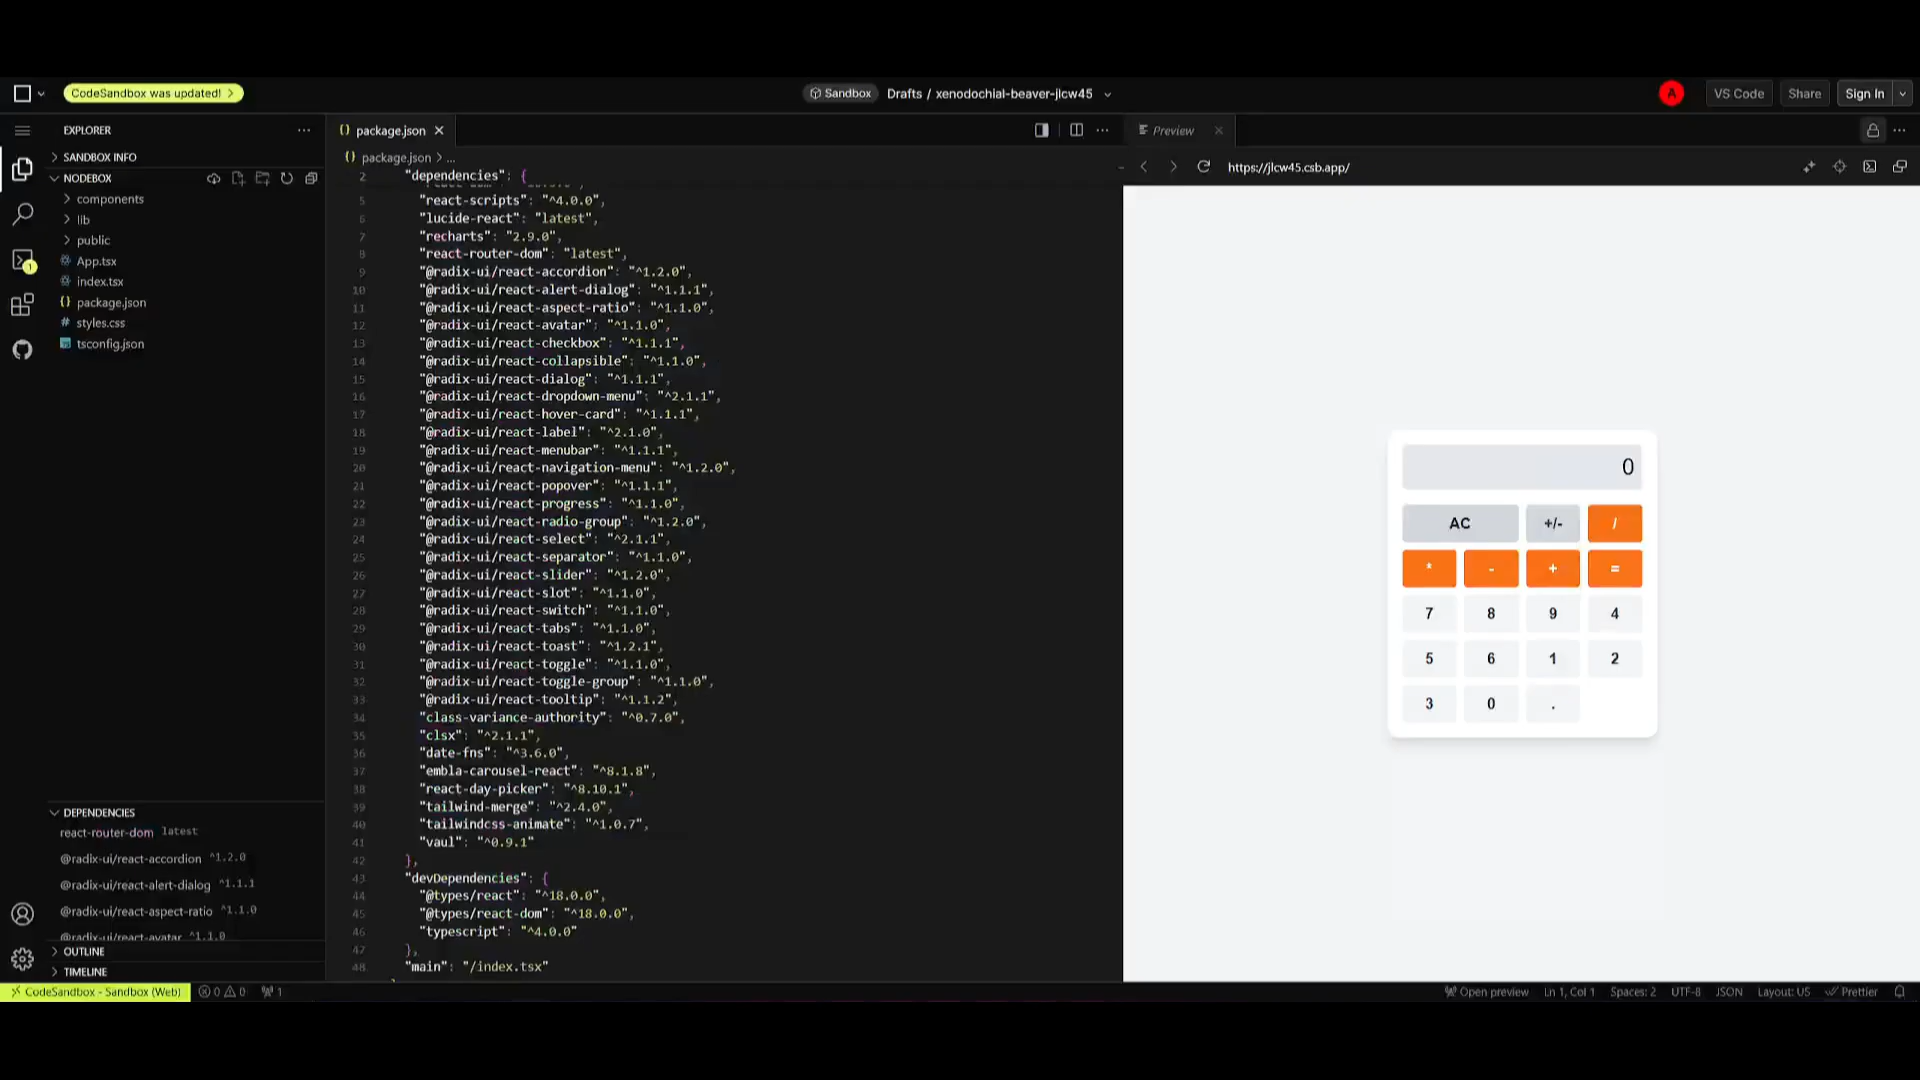 CodeSandbox was updated!
Sandbox
Drafts / xenodochial-beaver-jlcw45
A
VS Code
Share
Sign In
EXPLORER
SANDBOX INFO
NODEBOX
components
lib
public
App.tsx
index.tsx
{} package.json
# styles.css
tsconfig.json
1
DEPENDENCIES
react-router-dom latest
@radix-ui/react-accordion ^1.2.0
@radix-ui/react-alert-dialog ^1.1.1
@radix-ui/react-aspect-ratio ^1.1.0
@radix-ui/react-avatar ^1.1.0
OUTLINE
TIMELINE
{} package.json
{} package.json > ...
2 "dependencies": {
5 "react-scripts": "^4.0.0",
6 "lucide-react": "latest",
7 "recharts": "2.9.0",
8 "react-router-dom": "latest",
9 "@radix-ui/react-accordion": "^1.2.0",
10 "@radix-ui/react-alert-dialog": "^1.1.1",
11 "@radix-ui/react-aspect-ratio": "^1.1.0",
12 "@radix-ui/react-avatar": "^1.1.0",
13 "@radix-ui/react-checkbox": "^1.1.1",
14 "@radix-ui/react-collapsible": "^1.1.0",
15 "@radix-ui/react-dialog": "^1.1.1",
16 "@radix-ui/react-dropdown-menu": "^2.1.1",
17 "@radix-ui/react-hover-card": "^1.1.1",
18 "@radix-ui/react-label": "^2.1.0",
19 "@radix-ui/react-menubar": "^1.1.1",
20 "@radix-ui/react-navigation-menu": "^1.2.0",
21 "@radix-ui/react-popover": "^1.1.1",
22 "@radix-ui/react-progress": "^1.1.0",
23 "@radix-ui/react-radio-group": "^1.2.0",
24 "@radix-ui/react-select": "^2.1.1",
25 "@radix-ui/react-separator": "^1.1.0",
26 "@radix-ui/react-slider": "^1.2.0",
27 "@radix-ui/react-slot": "^1.1.0",
28 "@radix-ui/react-switch": "^1.1.0",
29 "@radix-ui/react-tabs": "^1.1.0",
30 "@radix-ui/react-toast": "^1.2.1",
31 "@radix-ui/react-toggle": "^1.1.0",
32 "@radix-ui/react-toggle-group": "^1.1.0",
33 "@radix-ui/react-tooltip": "^1.1.2",
34 "class-variance-authority": "^0.7.0",
35 "clsx": "^2.1.1",
36 "date-fns": "^3.6.0",
37 "embla-carousel-react": "^8.1.8",
38 "react-day-picker": "^8.10.1",
39 "tailwind-merge": "^2.4.0",
40 "tailwindcss-animate": "^1.0.7",
41 "vaul": "^0.9.1"
42 },
43 "devDependencies": {
44 "@types/react": "^18.0.0",
45 "@types/react-dom": "^18.0.0",
46 "typescript": "^4.0.0"
47 },
48 "main": "/index.tsx"
Preview
https://jlcw45.csb.app/
0
AC +/- /
* - + =
7 8 9 4
5 6 1 2
3 0 .
CodeSandbox - Sandbox (Web)
0 0
1
Open preview
Ln 1, Col 1
Spaces: 2
UTF-8
JSON
Layout: US
Prettier